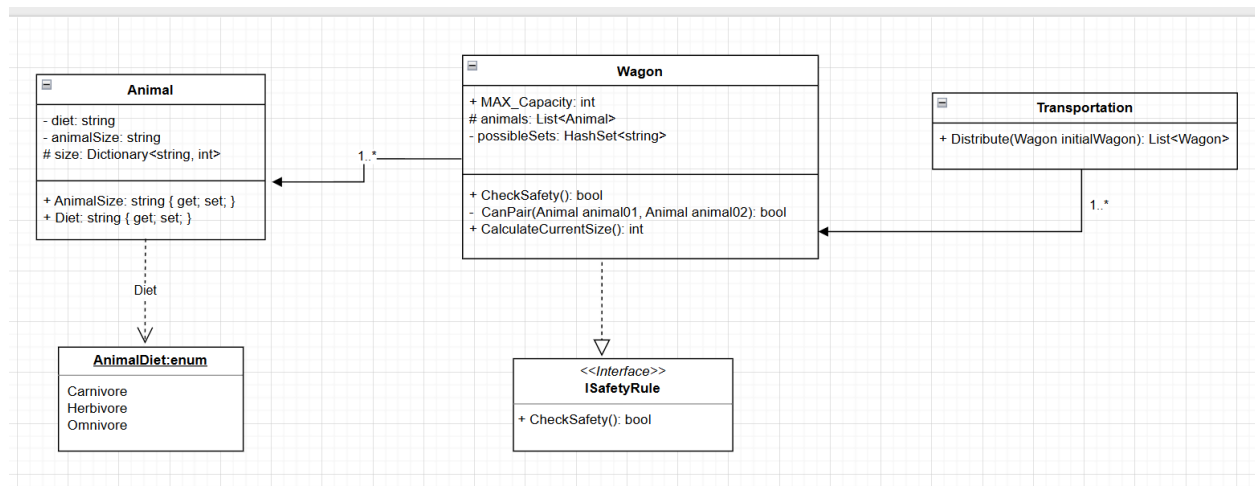 Animal
- diet: string
- animalSize: string
# size: Dictionary<string, int>
+ AnimalSize: string { get; set; }
+ Diet: string { get; set; }
Diet
AnimalDiet:enum
Carnivore
Herbivore
Omnivore
1..*
Wagon
+ MAX_Capacity: int
# animals: List<Animal>
- possibleSets: HashSet<string>
+ CheckSafety(): bool
- CanPair(Animal animal01, Animal animal02): bool
+ CalculateCurrentSize(): int
<<Interface>>
ISafetyRule
+ CheckSafety(): bool
Transportation
+ Distribute(Wagon initialWagon): List<Wagon>
1..*